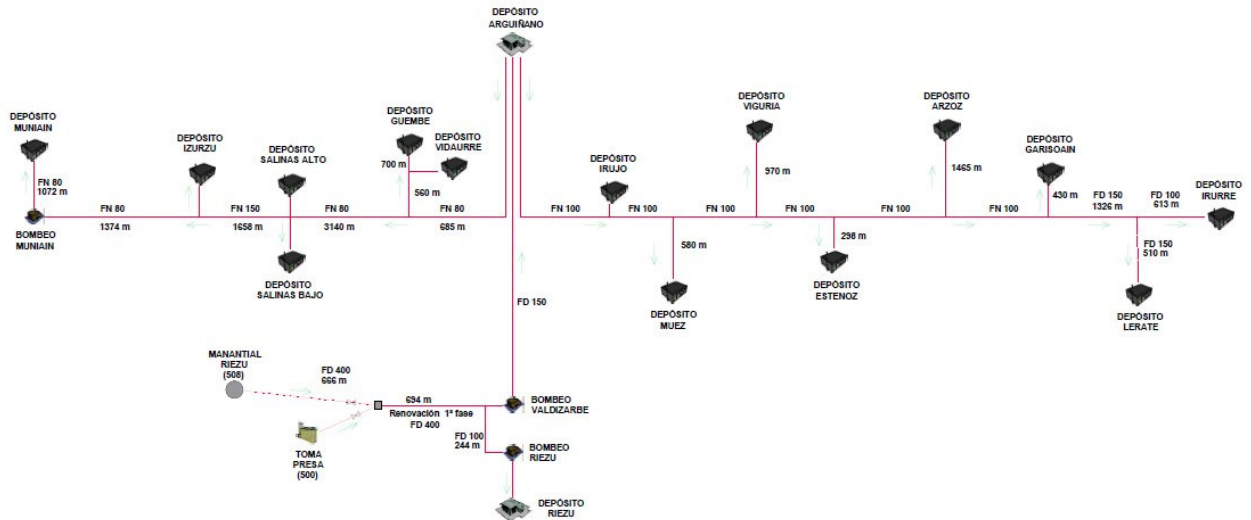 DEPÓSITO
ARGUIÑANO
DEPÓSITO
MUNIAIN
DEPÓSITO
IZURZU
DEPÓSITO
SALINAS ALTO
DEPÓSITO
GUEMBE
DEPÓSITO
VIDAURRE
DEPÓSITO
VIGURIA
DEPÓSITO
ARZOZ
DEPÓSITO
GARISOAIN
DEPÓSITO
IRUJO
DEPÓSITO
IRURRE
700 m
560 m
970 m
1465 m
430 m
FN 80
1072 m
FN 80
1374 m
FN 150
1658 m
FN 80
3140 m
FN 80
685 m
FN 100
FN 100
FN 100
FN 100
FN 100
FN 100
FD 150
1326 m
FD 100
613 m
BOMBEO
MUNIAIN
580 m
298 m
FD 150
510 m
DEPÓSITO
SALINAS BAJO
DEPÓSITO
MUEZ
DEPÓSITO
ESTENOZ
DEPÓSITO
LERATE
FD 150
MANANTIAL
RIEZU
(508)
FD 400
666 m
694 m
Renovación 1ª fase
FD 400
BOMBEO
VALDIZARBE
TOMA
PRESA
(500)
FD 100
244 m
BOMBEO
RIEZU
DEPÓSITO
RIEZU